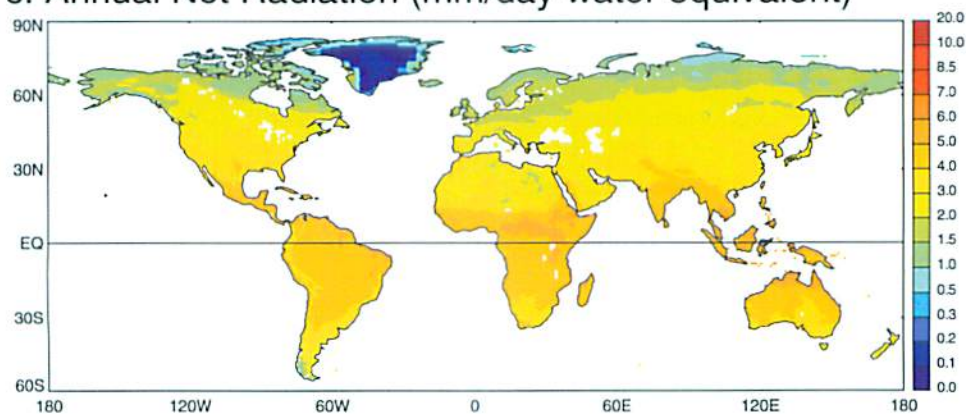 c. Annual Net Radiation (mm/day water equivalent)
90N
60N
30N
EQ
30S
60S
180 120W 60W 0 60E 120E 180
20.0
10.0
8.0
7.0
6.0
5.0
4.0
3.0
2.0
1.5
1.0
0.5
0.3
0.2
0.1
0.0